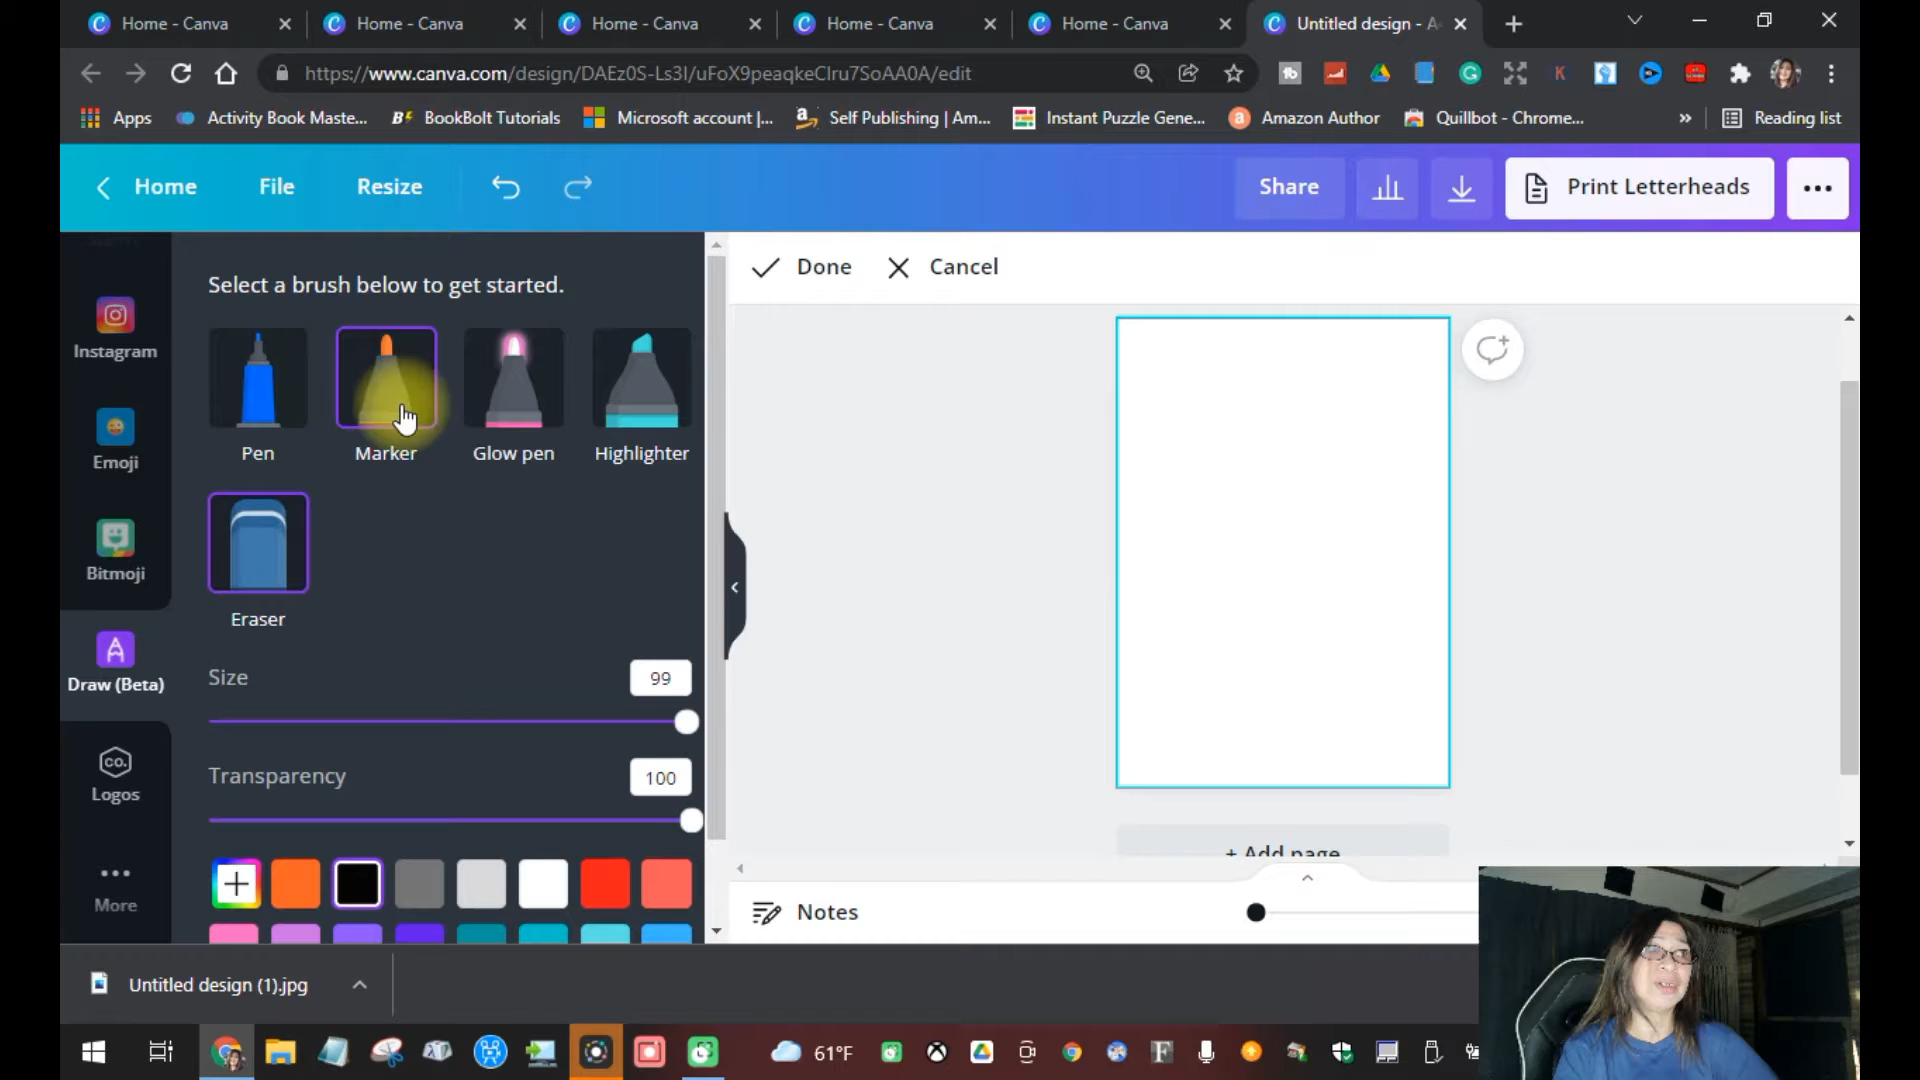 Home - Canva
Home - Canva
Home - Canva
Home - Canva
Home - Canva
Untitled design - A
https://www.canva.com/design/DAEz0S-Ls3I/uFoX9peaqkeCIru7SoAA0A/edit
Apps
Activity Book Maste...
BookBolt Tutorials
Microsoft account |...
Self Publishing | Am...
Instant Puzzle Gene...
Amazon Author
Quillbot - Chrome...
Reading list
Home
File
Resize
Share
Print Letterheads
Instagram
Emoji
Bitmoji
Draw (Beta)
CO.
Logos
More
Select a brush below to get started.
Pen
Marker
Glow pen
Highlighter
Eraser
Size
99
Transparency
100
Done
Cancel
+ Add page
Notes
Untitled design (1).jpg
61°F